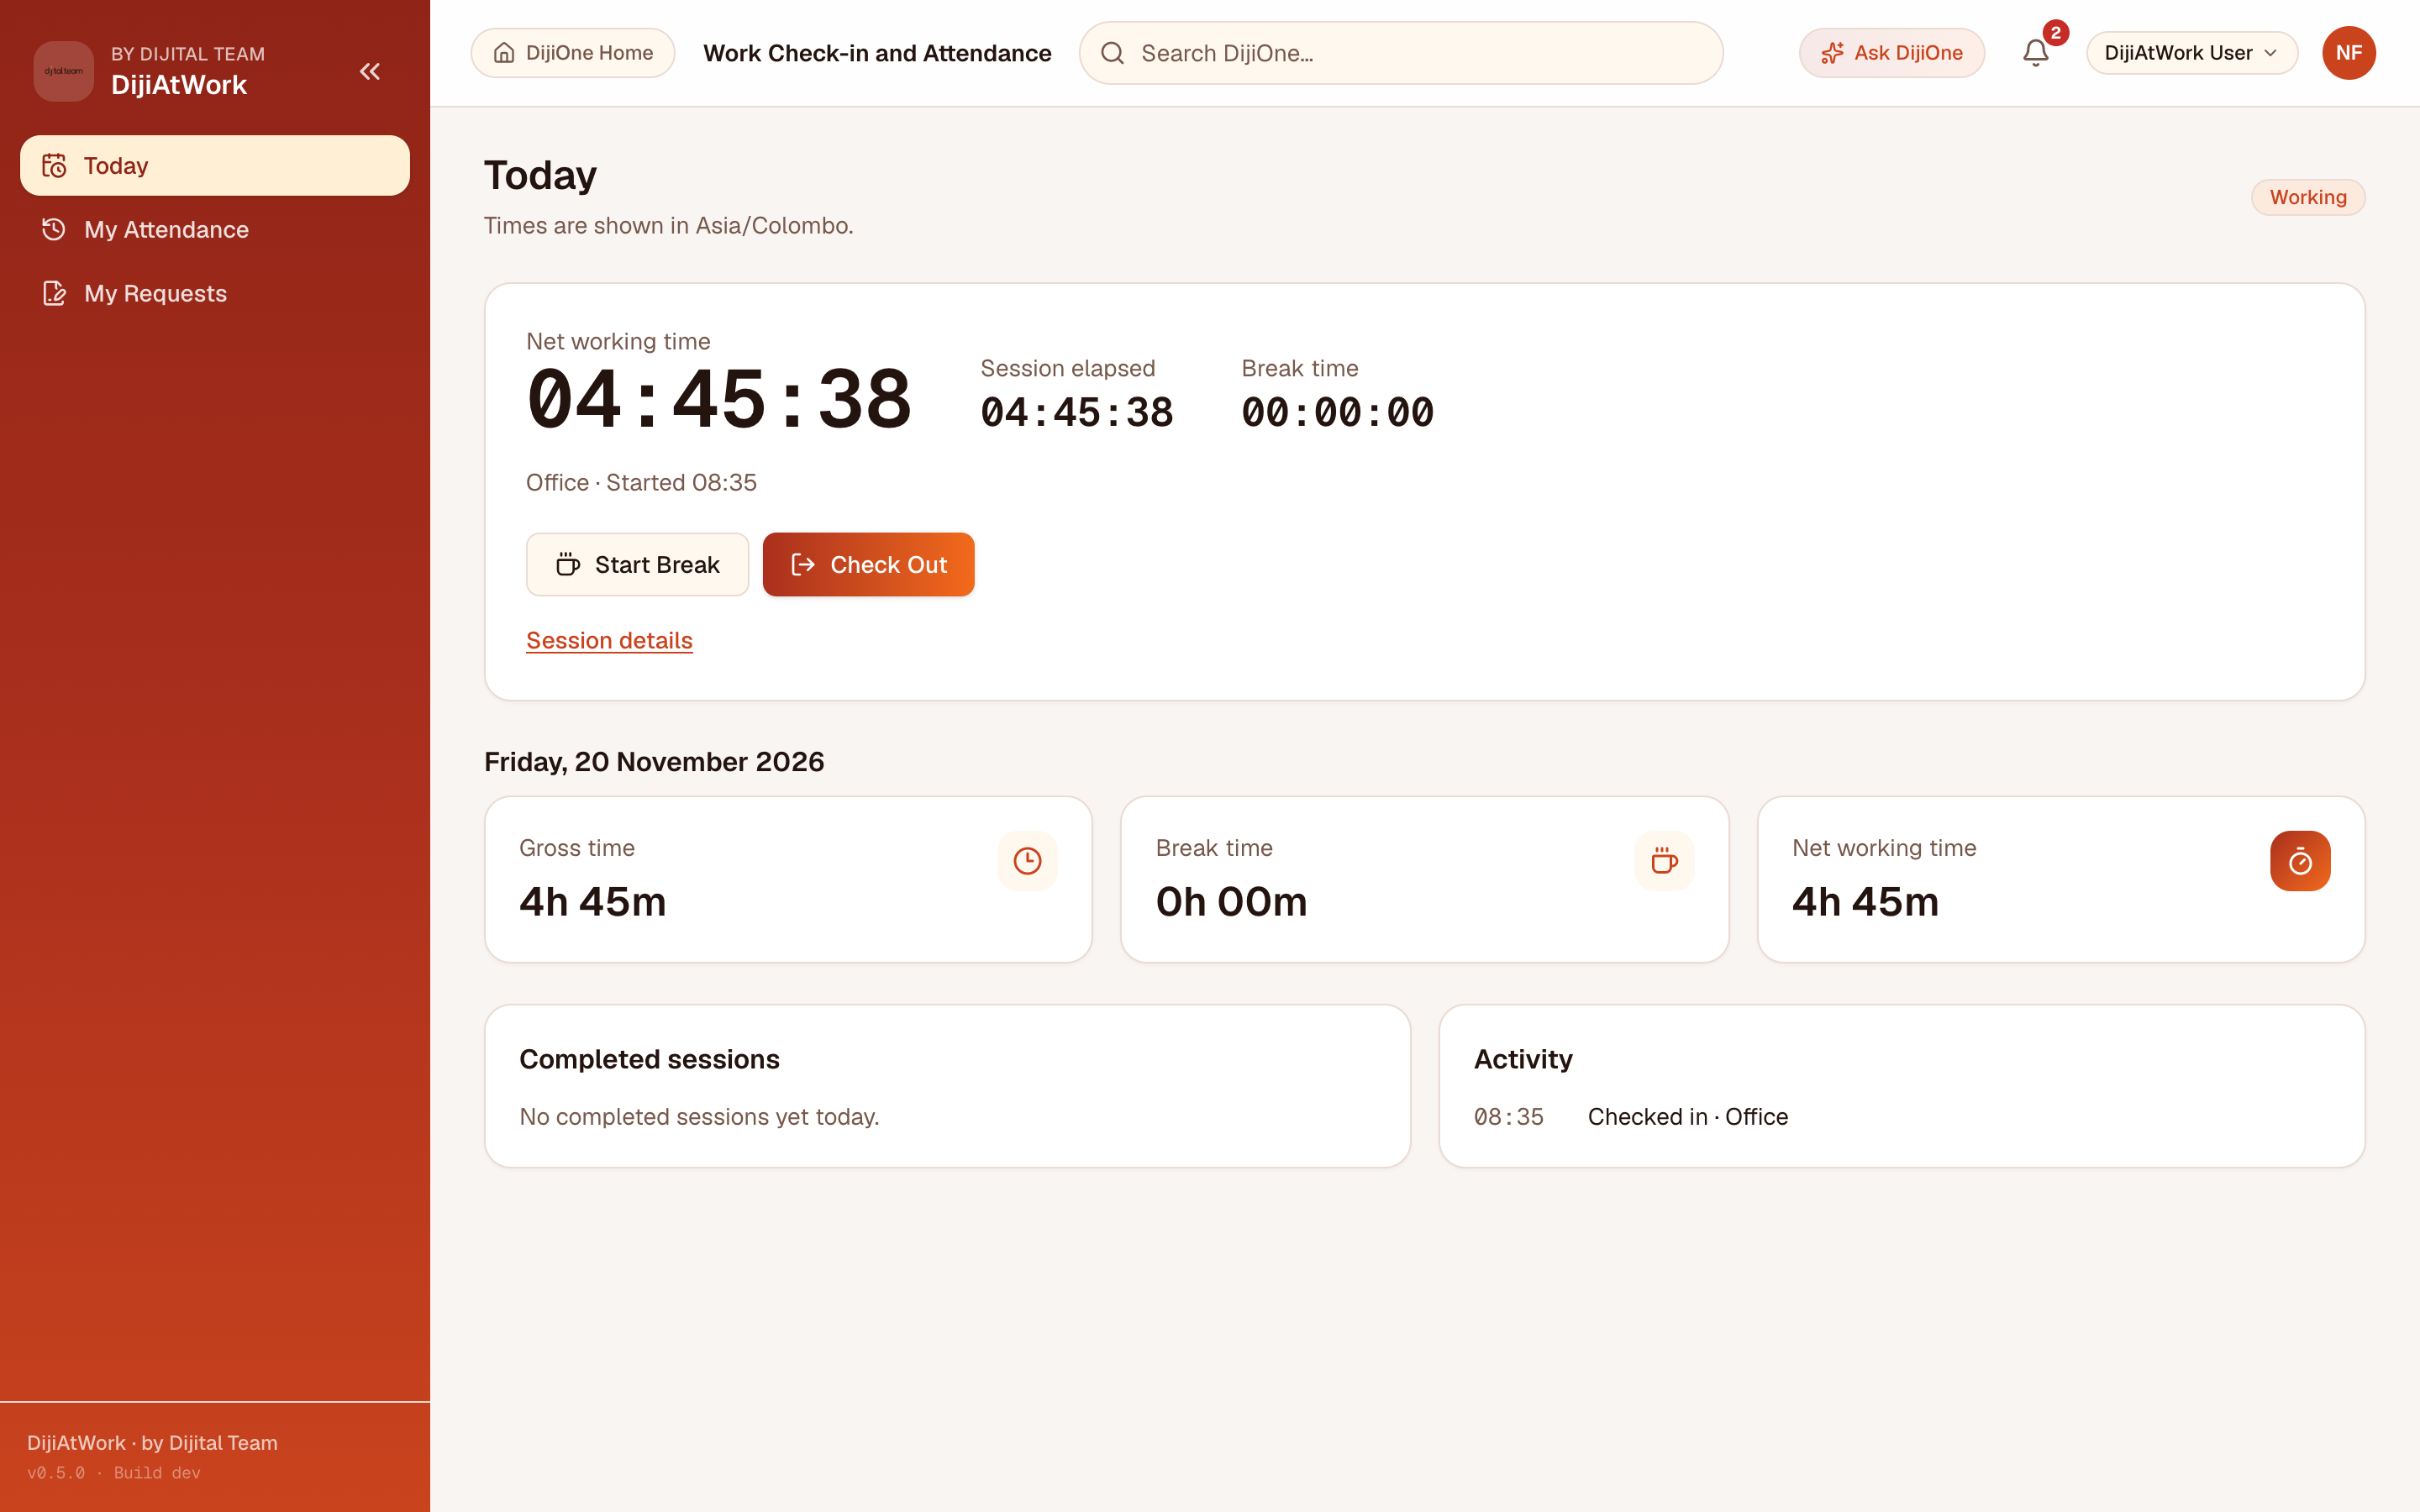 dijital team
BY DIJITAL TEAM
DijiAtWork
Today
My Attendance
My Requests
DijiAtWork · by Dijital Team
v0.5.0 · Build dev
DijiOne Home
Work Check-in and Attendance
Search DijiOne...
Ask DijiOne
2
DijiAtWork User
NF
Today
Times are shown in Asia/Colombo.
Working
Net working time
04:45:38
Session elapsed
04:45:38
Break time
00:00:00
Office · Started 08:35
Start Break
Check Out
Session details
Friday, 20 November 2026
Gross time
4h 45m
Break time
0h 00m
Net working time
4h 45m
Completed sessions
No completed sessions yet today.
Activity
08:35 Checked in · Office